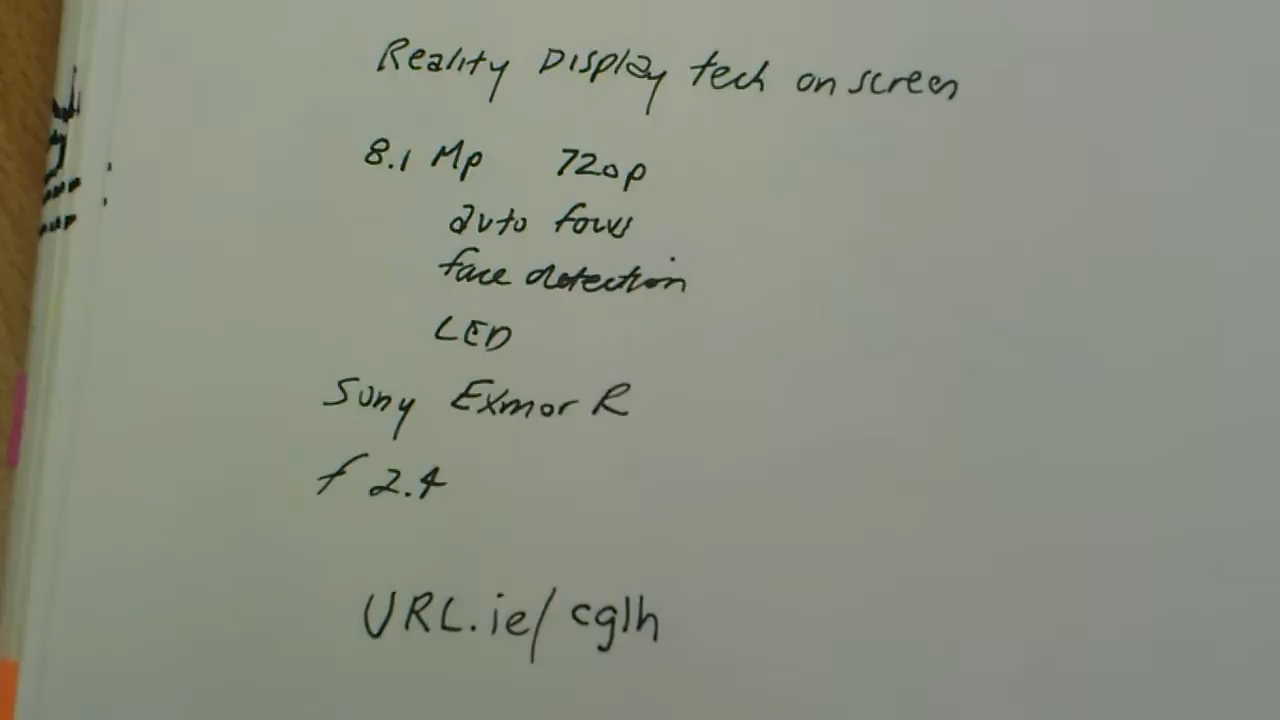 Reality Display tech on screen
8.1 Mp 720p
auto focus
face detection
LED
Sony Exmor R
f 2.4
URL.ie/cglh